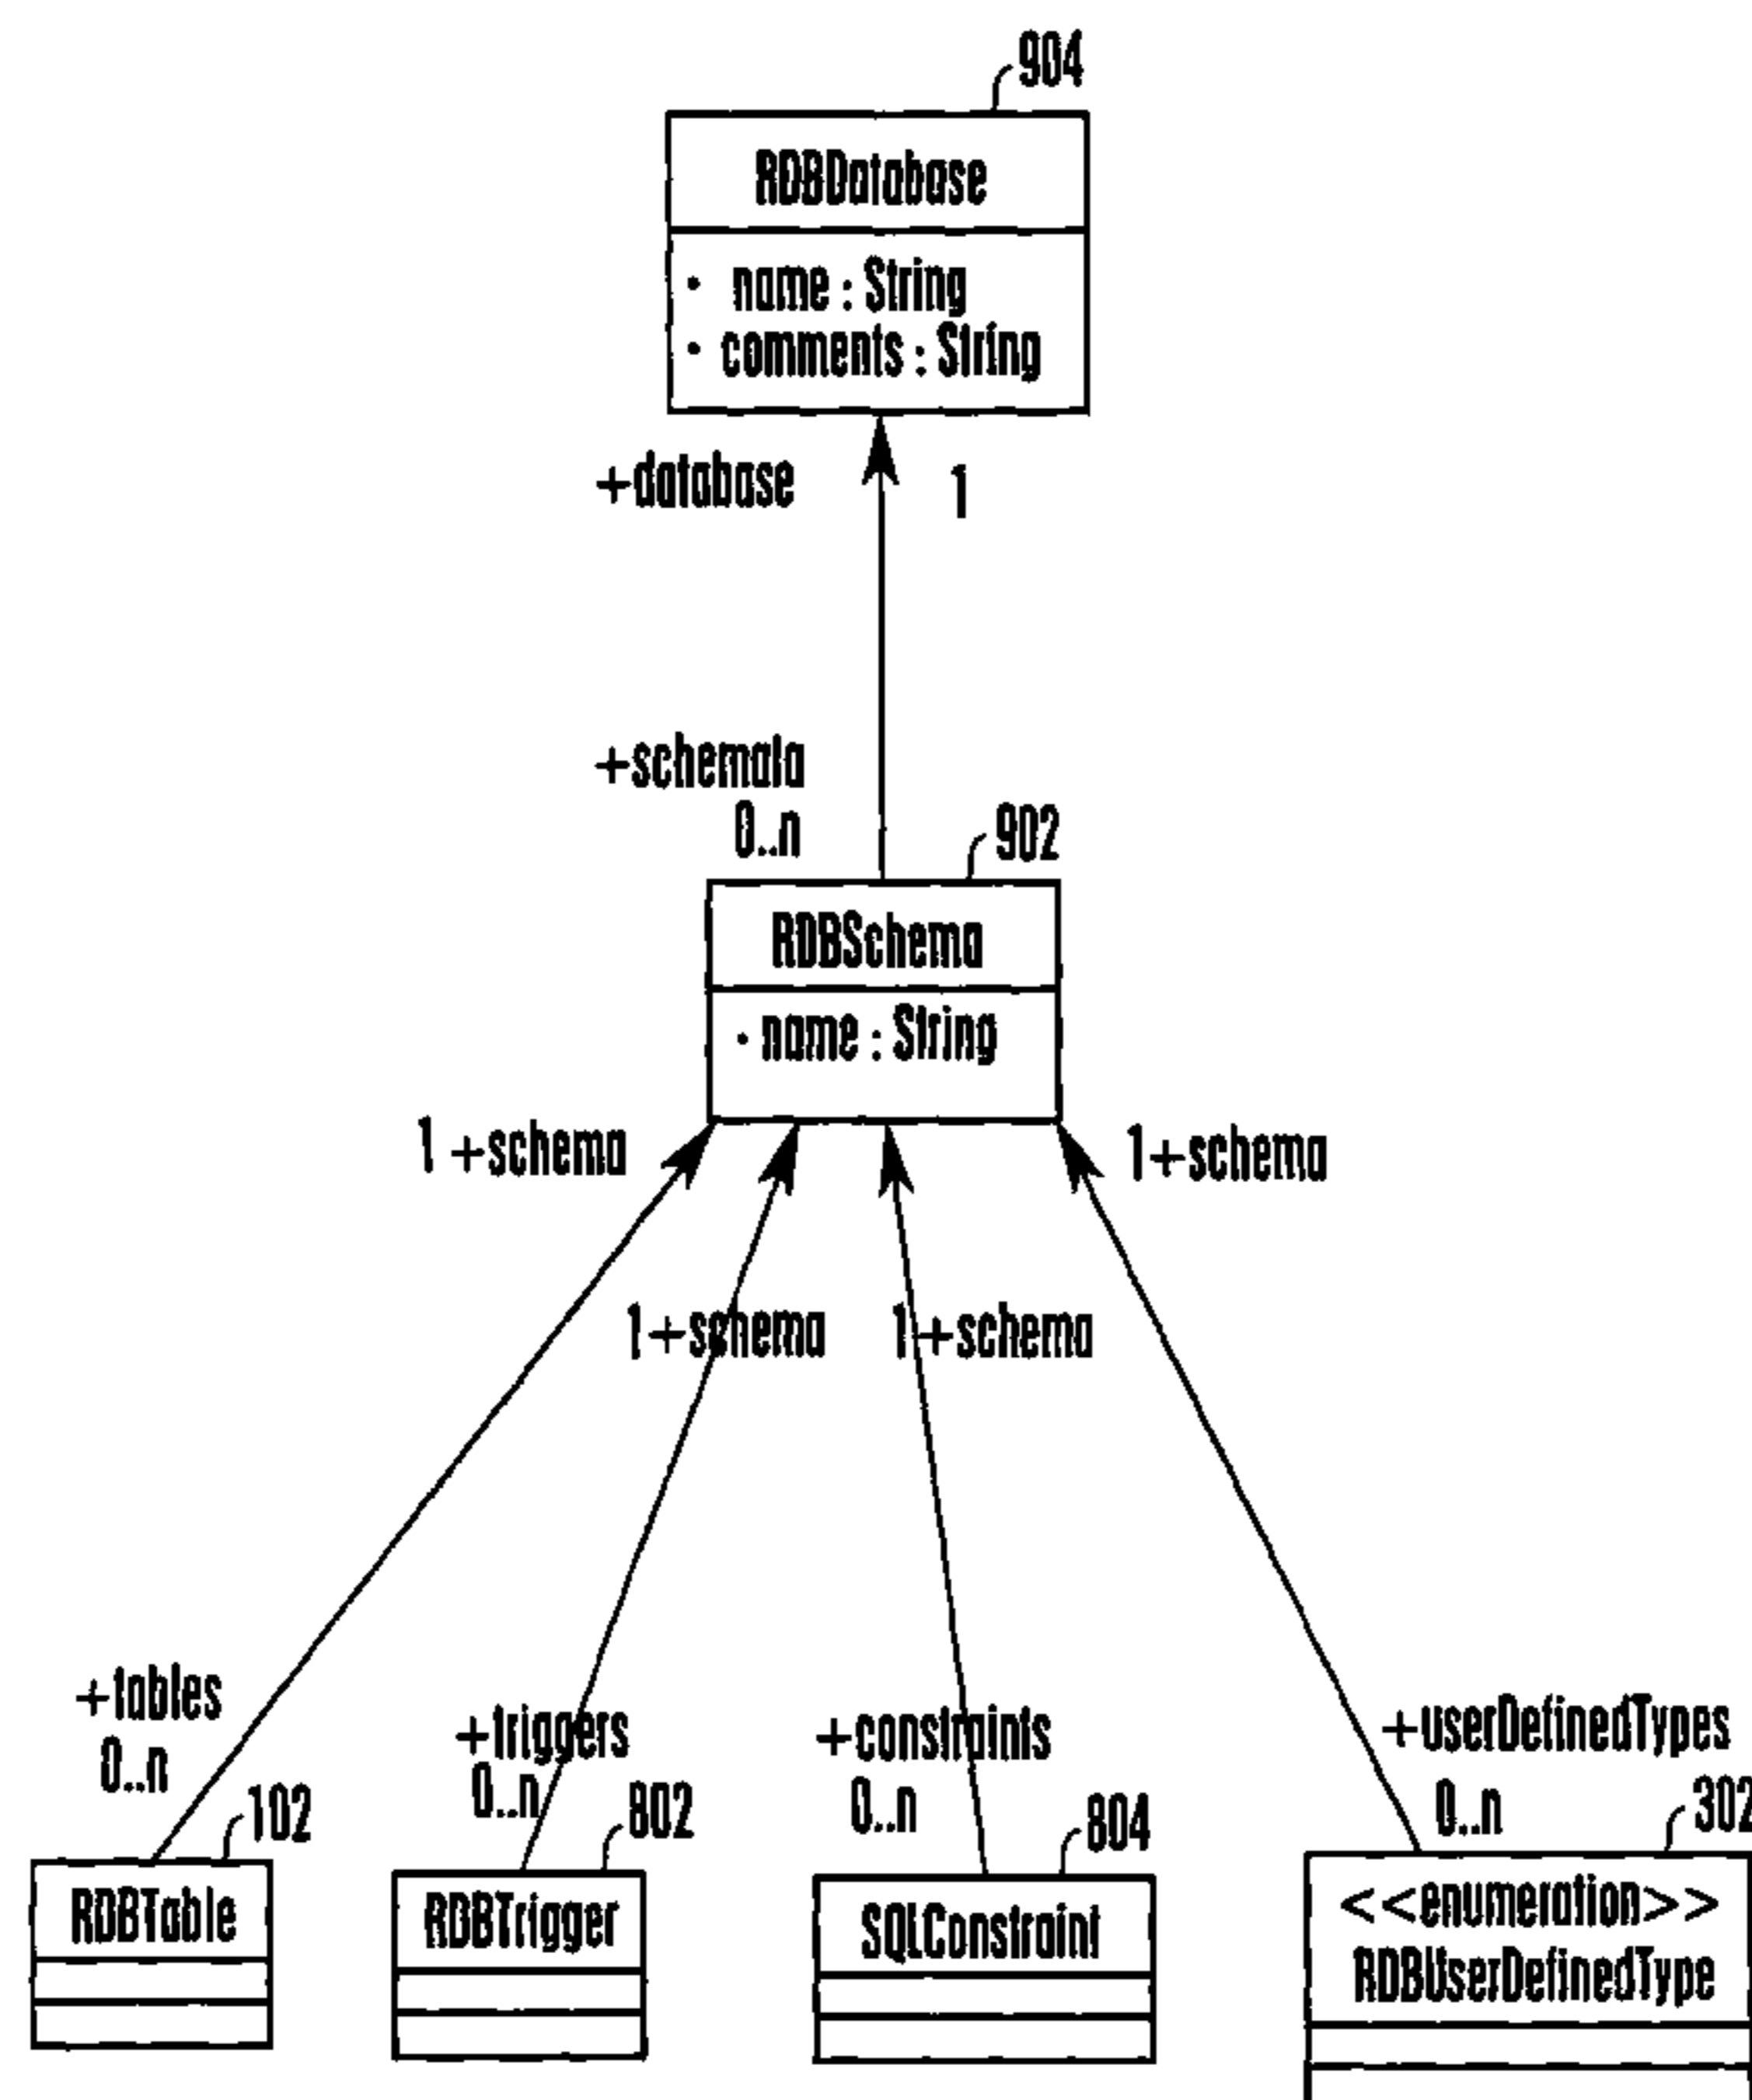 904
RDBDatabase
• name : String
• comments : String
+database 1
+schemata
0..n
902
RDBSchema
• name : String
1 +schema
1+schema
1+schema
1+schema
+tables
0..n
102
RDBTable
+triggers
0..n
802
RDBTrigger
+constraints
0..n
804
SQLConstraint
+userDefinedTypes
0..n
302
<<enumeration>>
RDBUserDefinedType